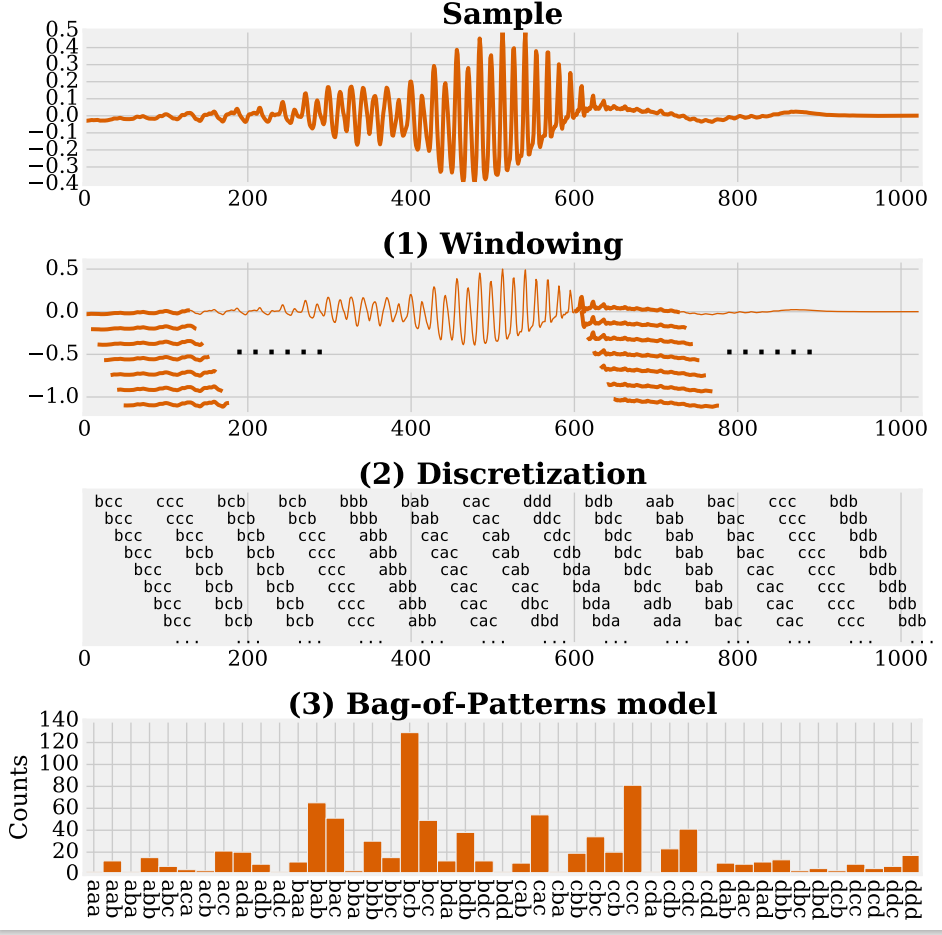 Sample
0.5
0.4
0.3
0.2
0.1
0.0
−0.1
−0.2
−0.3
−0.4
0 200 400 600 800 1000
(1) Windowing
0.5
0.0
−0.5
−1.0
0 200 400 600 800 1000
(2) Discretization
bcc ccc bcb bcb bbb bab cac ddd bdb aab bac ccc bdb
bcc ccc bcb bcb bbb bab cac ddc bdc bab bac ccc bdb
bcc bcc bcb ccc abb cac cab cdc bdc bab bac ccc bdb
bcc bcb bcb ccc abb cac cab cdb bdc bab bac ccc bdb
bcc bcb bcb ccc abb cac cab bda bdc bab cac ccc bdb
bcc bcb bcb ccc abb cac cac bda bdc bab cac ccc bdb
bcc bcb bcb ccc abb cac dbc bda adb bab cac ccc bdb
bcc bcb bcb ccc abb cac dbd bda ada bac cac ccc bdb
... ... ... ... ... ... ... ... ... ... ... ... ...
0 200 400 600 800 1000
(3) Bag-of-Patterns model
140
120
100
80
60
40
20
0
Counts
aaa aab aba abb abc aca acb acc ada adb adc baa bab bac bba bbb bbc bcb bcc bda bdb bdc bdd cab cac cba cbb cbc ccb ccc cda cdb cdc cdd dab dac dad dbb dbc dbd dcb dcc dcd ddc ddd